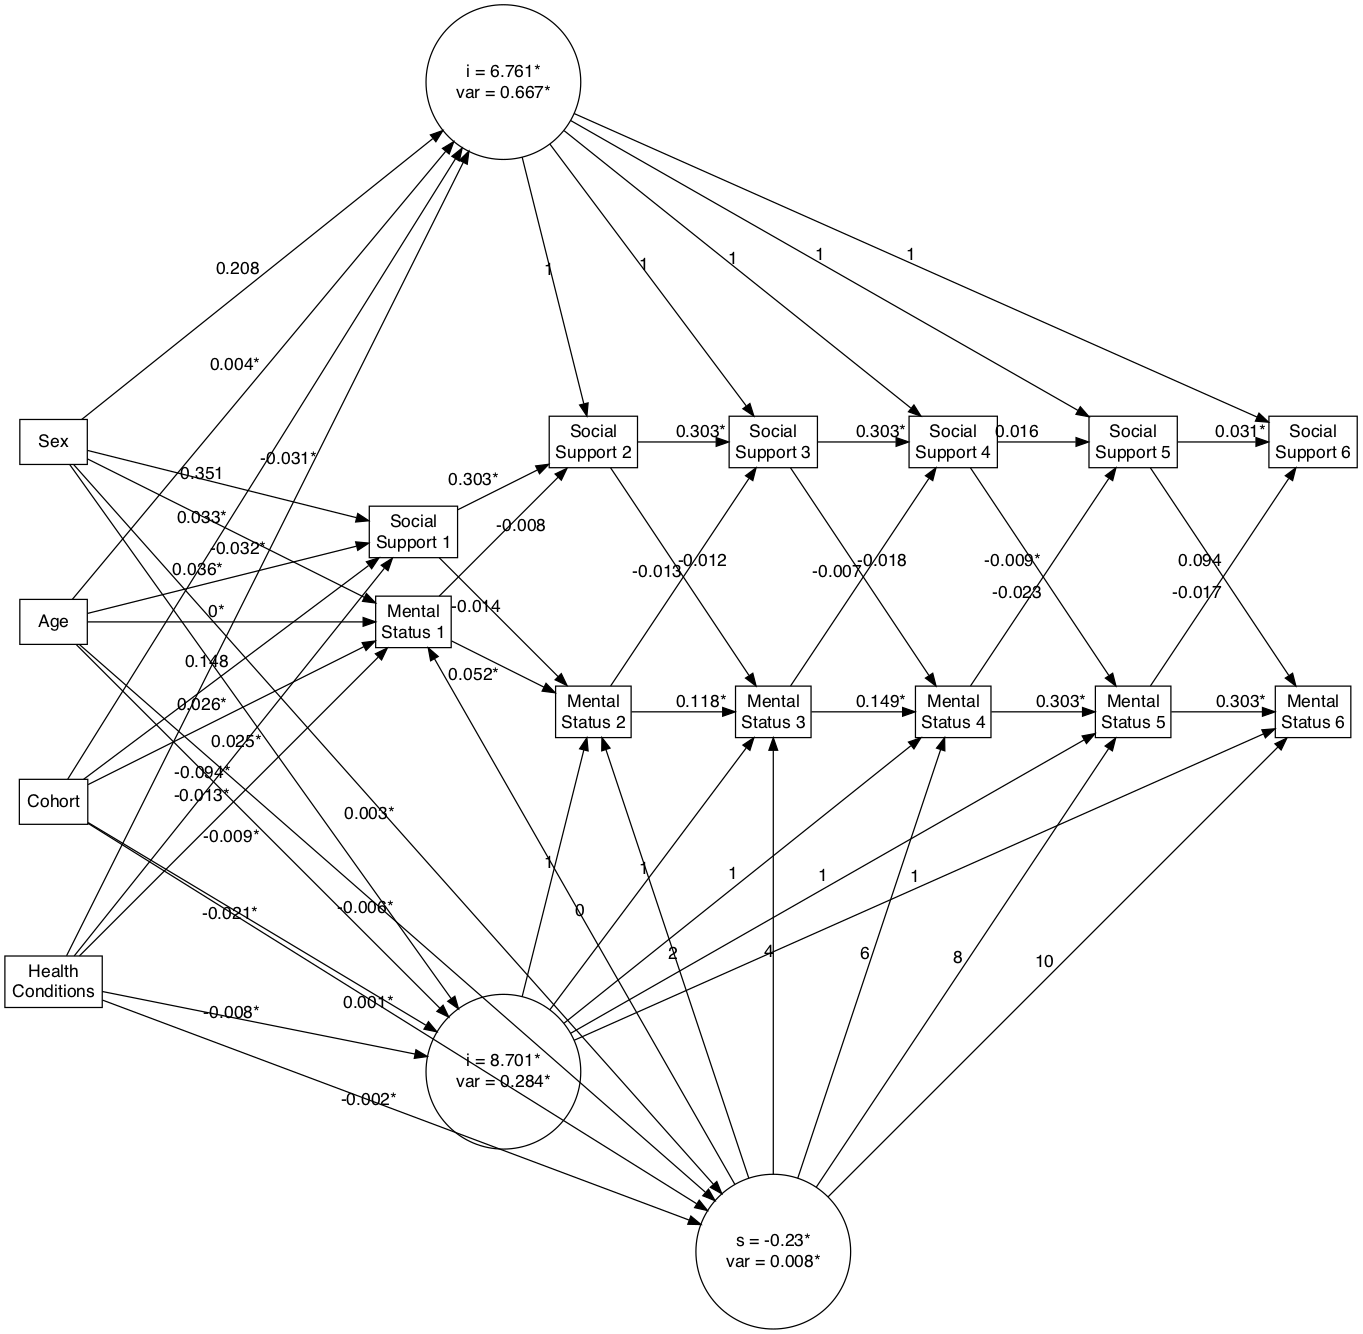 i = 6.761*
var = 0.667*
0.208
1
1
1
1
1
0.004*
Sex
Social
Support 2
0.303*
Social
Support 3
0.303*
Social
Support 4
0.016
Social
Support 5
0.031*
Social
Support 6
-0.031*
0.351
0.303*
0.033*
Social
Support 1
-0.008
-0.032*
0.036*
-0.013
-0.012
-0.007
-0.018
-0.009*
-0.023
0.094
-0.017
Age
0*
Mental
Status 1
-0.014
0.148
0.052*
0.026*
Mental
Status 2
0.118*
Mental
Status 3
0.149*
Mental
Status 4
0.303*
Mental
Status 5
0.303*
Mental
Status 6
0.025*
-0.094*
-0.013*
Cohort
0.003*
-0.009*
1
1
1
1
1
-0.021*
-0.006*
0
2
4
6
8
10
Health
Conditions
-0.008*
0.001*
i = 8.701*
var = 0.284*
-0.002*
s = -0.23*
var = 0.008*